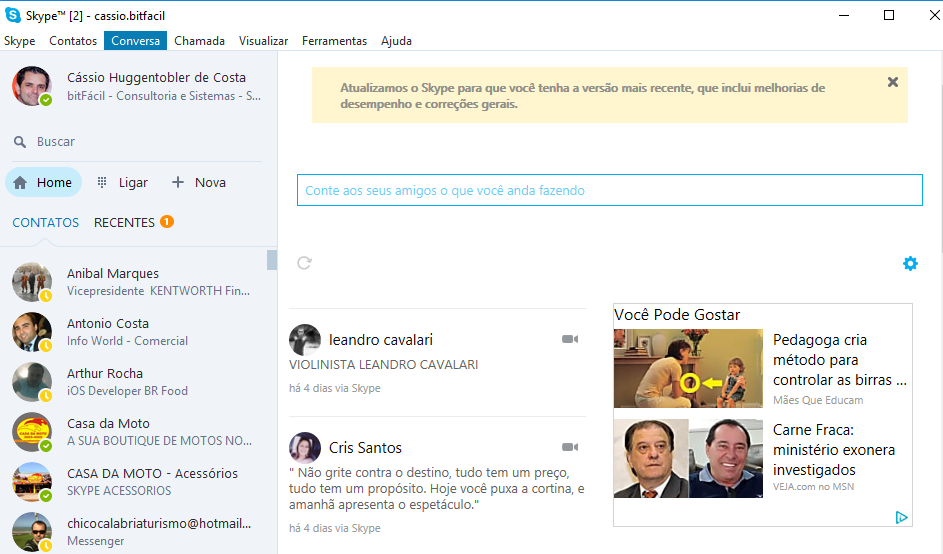 Skype™ [2] - cassio.bitfacil
Skype Contatos Conversa Chamada Visualizar Ferramentas Ajuda
Cássio Huggentobler de Costa
bitFácil - Consultoria e Sistemas - S...
Buscar
Home Ligar Nova
CONTATOS RECENTES 1
Anibal Marques
Vicepresidente KENTWORTH Fin...
Antonio Costa
Info World - Comercial
Arthur Rocha
iOS Developer BR Food
Casa da Moto
A SUA BOUTIQUE DE MOTOS NO...
CASA DA MOTO - Acessórios
SKYPE ACESSORIOS
chicocalabriaturismo@hotmail...
Messenger
Atualizamos o Skype para que você tenha a versão mais recente, que inclui melhorias de
desempenho e correções gerais.
Conte aos seus amigos o que você anda fazendo
leandro cavalari
VIOLINISTA LEANDRO CAVALARI
há 4 dias via Skype
Cris Santos
" Não grite contra o destino, tudo tem um preço,
tudo tem um propósito. Hoje você puxa a cortina, e
amanhã apresenta o espetáculo."
há 4 dias via Skype
Você Pode Gostar
Pedagoga cria
método para
controlar as birras ...
Mães Que Educam
Carne Fraca:
ministério exonera
investigados
VEJA.com no MSN